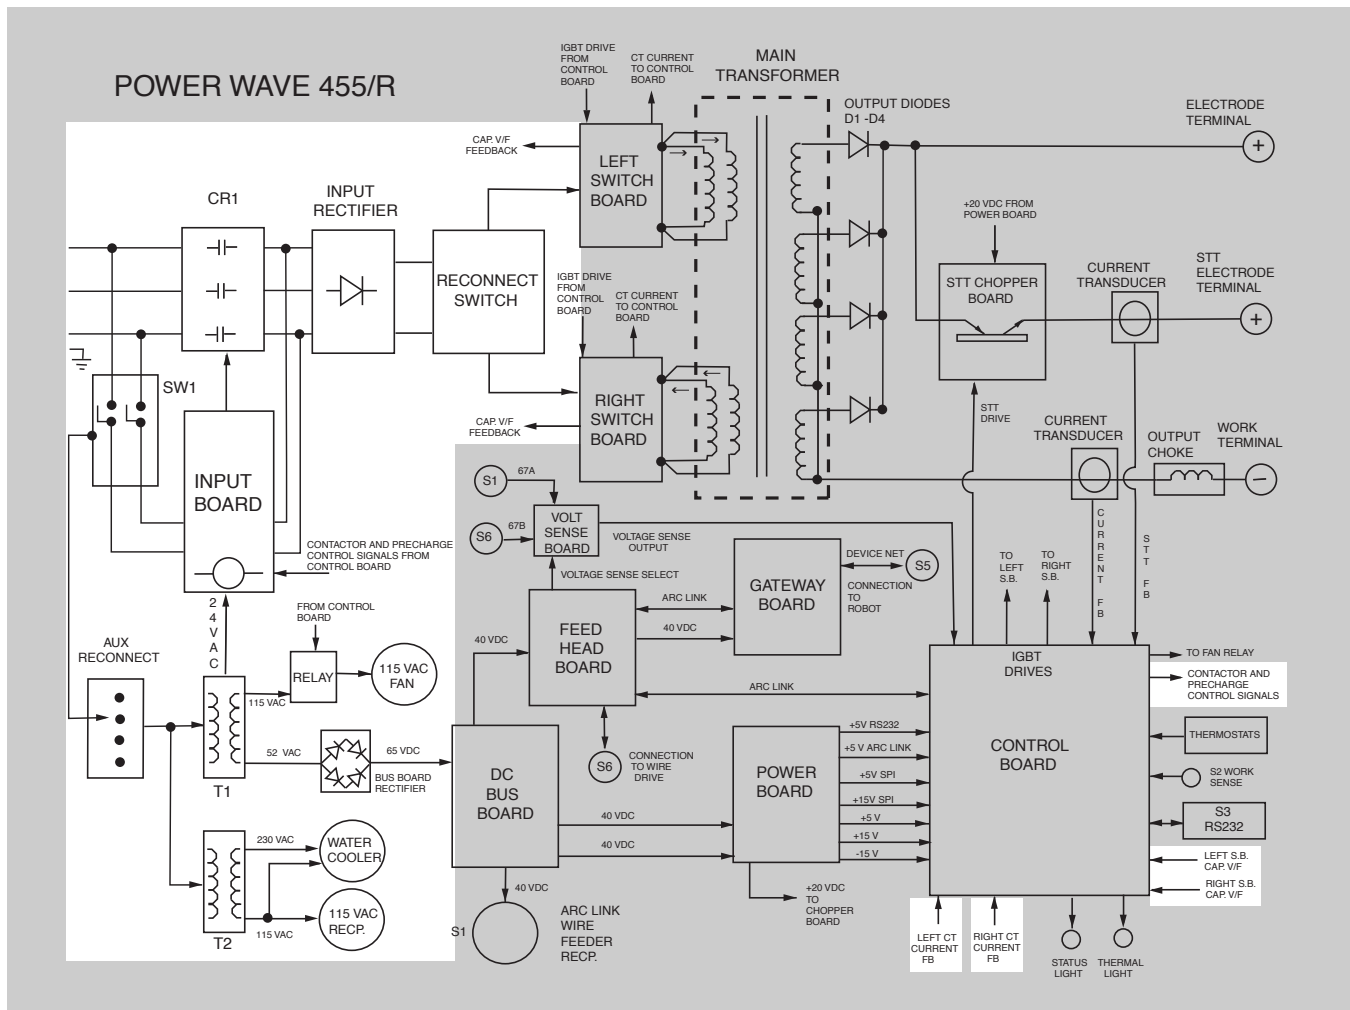 POWER WAVE 455/R
IGBT DRIVE
FROM
CONTROL
BOARD
CT CURRENT
TO CONTROL
BOARD
MAIN
TRANSFORMER
OUTPUT DIODES
D1 -D4
ELECTRODE
TERMINAL
+
CAP. V/F
FEEDBACK
LEFT
SWITCH
BOARD
CR1
INPUT
RECTIFIER
RECONNECT
SWITCH
IGBT DRIVE
FROM
CONTROL
BOARD
CT CURRENT
TO CONTROL
BOARD
+20 VDC FROM
POWER BOARD
STT CHOPPER
BOARD
CURRENT
TRANSDUCER
STT
ELECTRODE
TERMINAL
+
SW1
RIGHT
SWITCH
BOARD
CAP. V/F
FEEDBACK
STT
DRIVE
CURRENT
TRANSDUCER
OUTPUT
CHOKE
WORK
TERMINAL
–
INPUT
BOARD
S1
67A
S6
67B
VOLT
SENSE
BOARD
VOLTAGE SENSE
OUTPUT
VOLTAGE SENSE SELECT
CONTACTOR AND PRECHARGE
CONTROL SIGNALS FROM
CONTROL BOARD
GATEWAY
BOARD
DEVICE NET
S5
CONNECTION
TO
ROBOT
TO
LEFT
S.B.
TO
RIGHT
S.B.
CURRENT FB
STT FB
24VAC
FROM CONTROL
BOARD
FEED
HEAD
BOARD
ARC LINK
40 VDC
40 VDC
AUX
RECONNECT
RELAY
115 VAC
FAN
115 VAC
ARC LINK
IGBT
DRIVES
TO FAN RELAY
CONTACTOR AND
PRECHARGE
CONTROL SIGNALS
T1
52 VAC
65 VDC
BUS BOARD
RECTIFIER
DC
BUS
BOARD
S6
CONNECTION
TO WIRE
DRIVE
POWER
BOARD
+5V RS232
+5 V ARC LINK
+5V SPI
+15V SPI
+5 V
+15 V
-15 V
CONTROL
BOARD
THERMOSTATS
S2 WORK
SENSE
S3
RS232
40 VDC
40 VDC
230 VAC
WATER
COOLER
115 VAC
RECP.
115 VAC
T2
40 VDC
S1
ARC LINK
WIRE
FEEDER
RECP.
+20 VDC
TO
CHOPPER
BOARD
LEFT S.B.
CAP. V/F
RIGHT S.B.
CAP. V/F
LEFT CT
CURRENT
FB
RIGHT CT
CURRENT
FB
STATUS
LIGHT
THERMAL
LIGHT